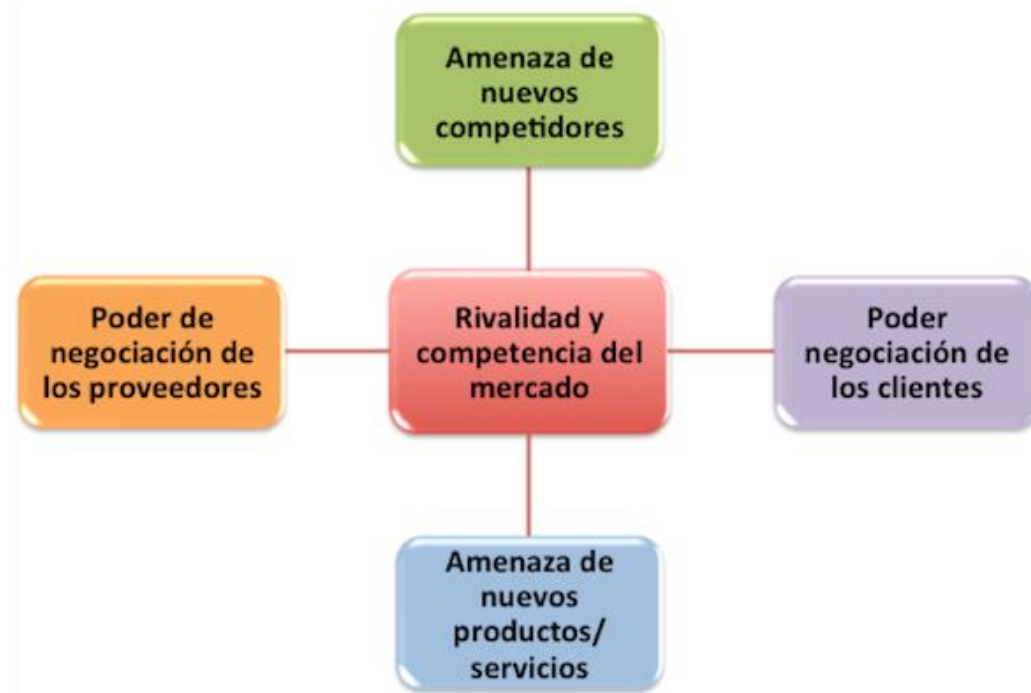 Amenaza de
nuevos
competidores
Poder de
negociación de
los proveedores
Rivalidad y
competencia del
mercado
Poder
negociación de
los clientes
Amenaza de
nuevos
productos/
servicios